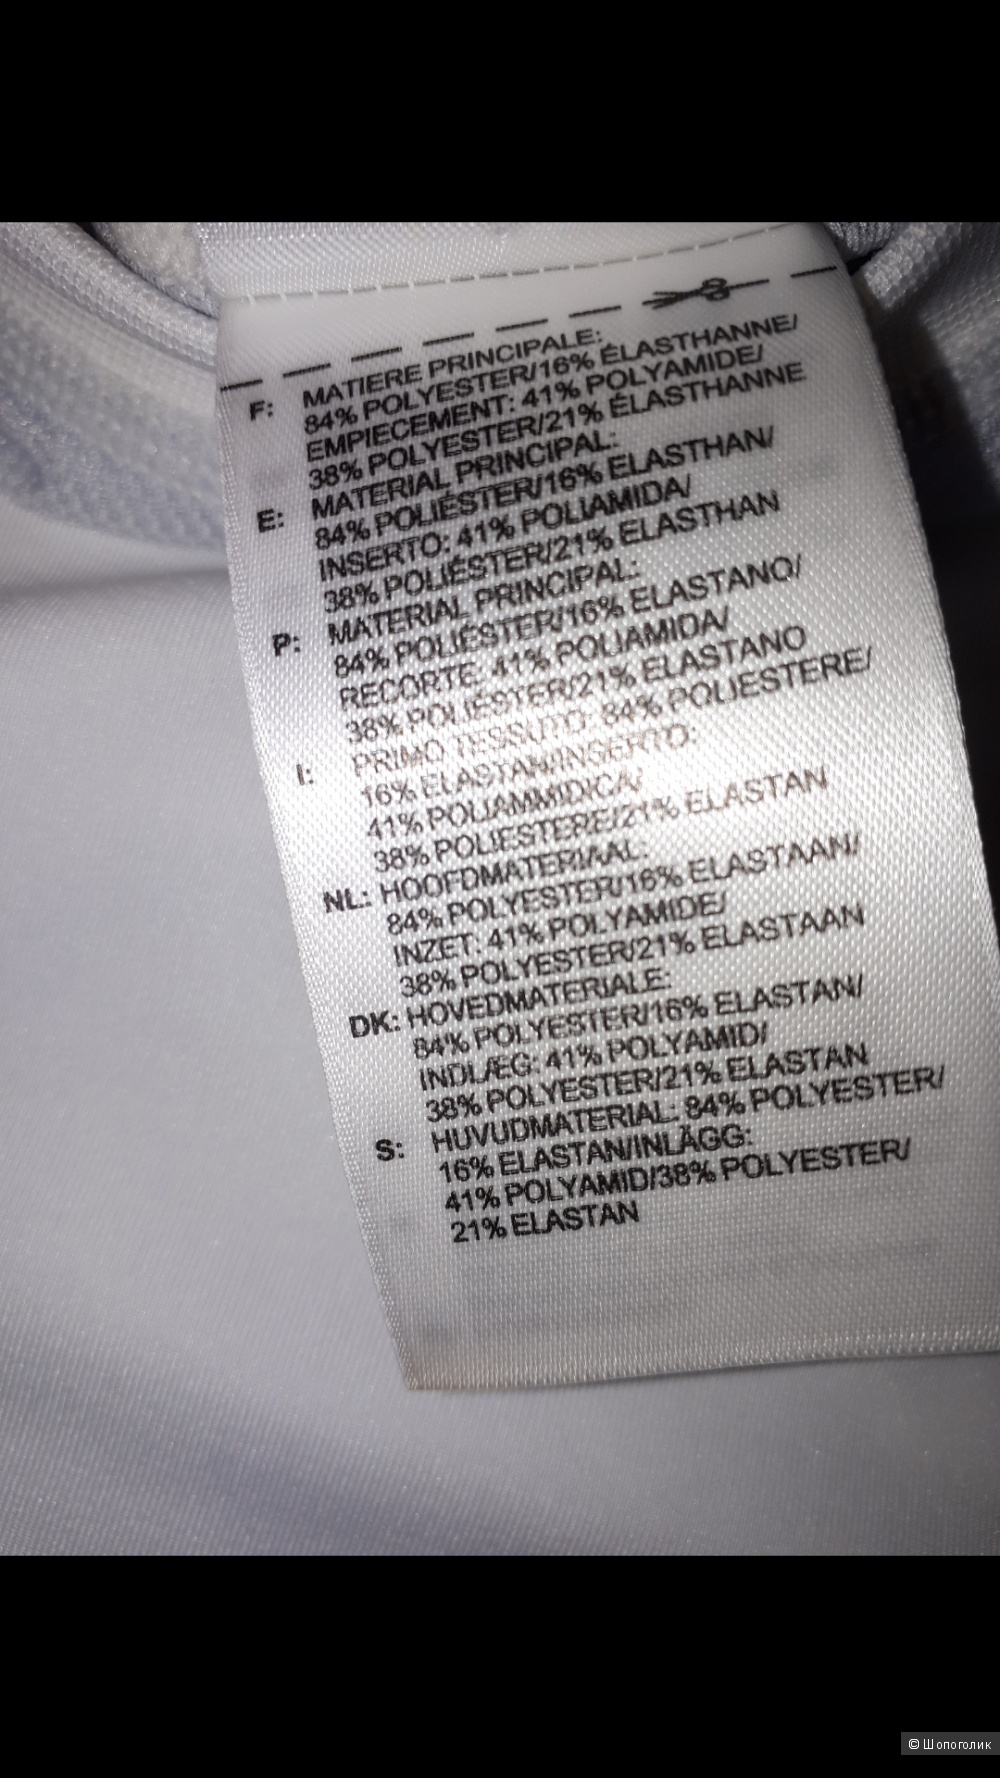 F: MATIERE PRINCIPALE:
84% POLYESTER/16% ÉLASTHANNE/
EMPIECEMENT: 41% POLYAMIDE/
38% POLYESTER/21% ÉLASTHANNE
E: MATERIAL PRINCIPAL:
84% POLIÉSTER/16% ELASTHAN/
INSERTO: 41% POLIAMIDA/
38% POLIÉSTER/21% ELASTHAN
P: MATERIAL PRINCIPAL:
84% POLIÉSTER/16% ELASTANO/
RECORTE: 41% POLIAMIDA/
38% POLIÉSTER/21% ELASTANO
I: PRIMO TESSUTO: 84% POLIESTERE/
16% ELASTAN/INSERTO:
41% POLIAMMIDICA/
38% POLIESTERE/21% ELASTAN
NL: HOOFDMATERIAAL:
84% POLYESTER/16% ELASTAAN/
INZET: 41% POLYAMIDE/
38% POLYESTER/21% ELASTAAN
DK: HOVEDMATERIALE:
84% POLYESTER/16% ELASTAN/
INDLÆG: 41% POLYAMID/
38% POLYESTER/21% ELASTAN
S: HUVUDMATERIAL: 84% POLYESTER/
16% ELASTAN/INLÄGG:
41% POLYAMID/38% POLYESTER/
21% ELASTAN
© Шопоголик